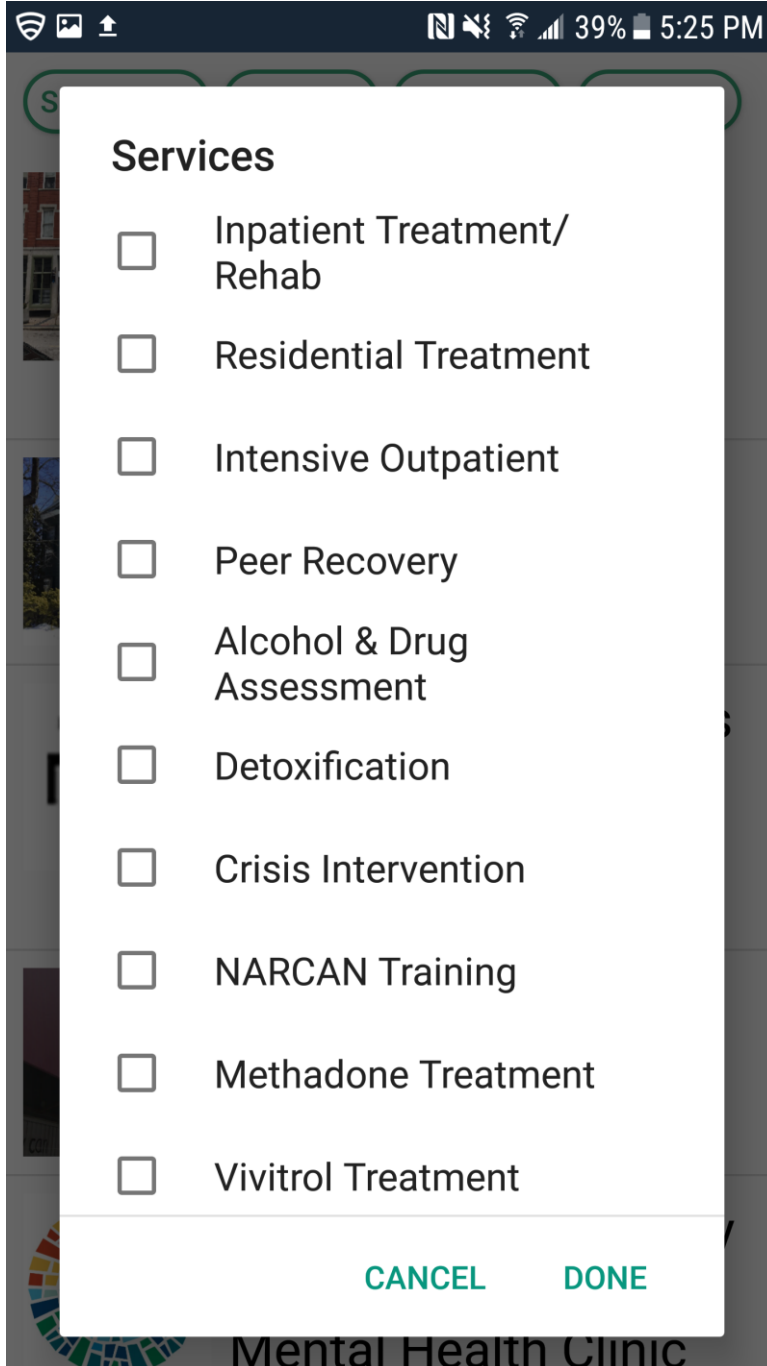 39% 5:25 PM
Services
Inpatient Treatment/
Rehab
Residential Treatment
Intensive Outpatient
Peer Recovery
Alcohol & Drug
Assessment
Detoxification
Crisis Intervention
NARCAN Training
Methadone Treatment
Vivitrol Treatment
CANCEL DONE
Mental Health Clinic